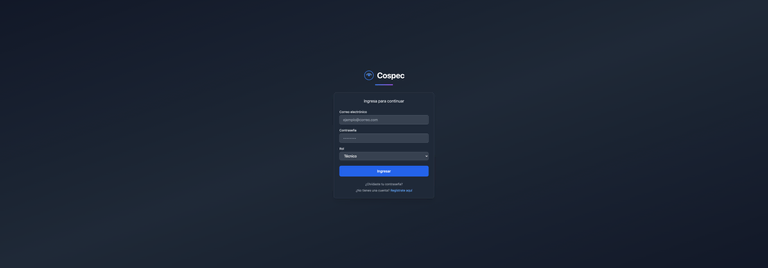 Cospec
Ingresa para continuar
Correo electrónico
ejemplo@correo.com
Contraseña
Rol
Técnico
Ingresar
¿Olvidaste tu contraseña?
¿No tienes una cuenta? Regístrate aquí